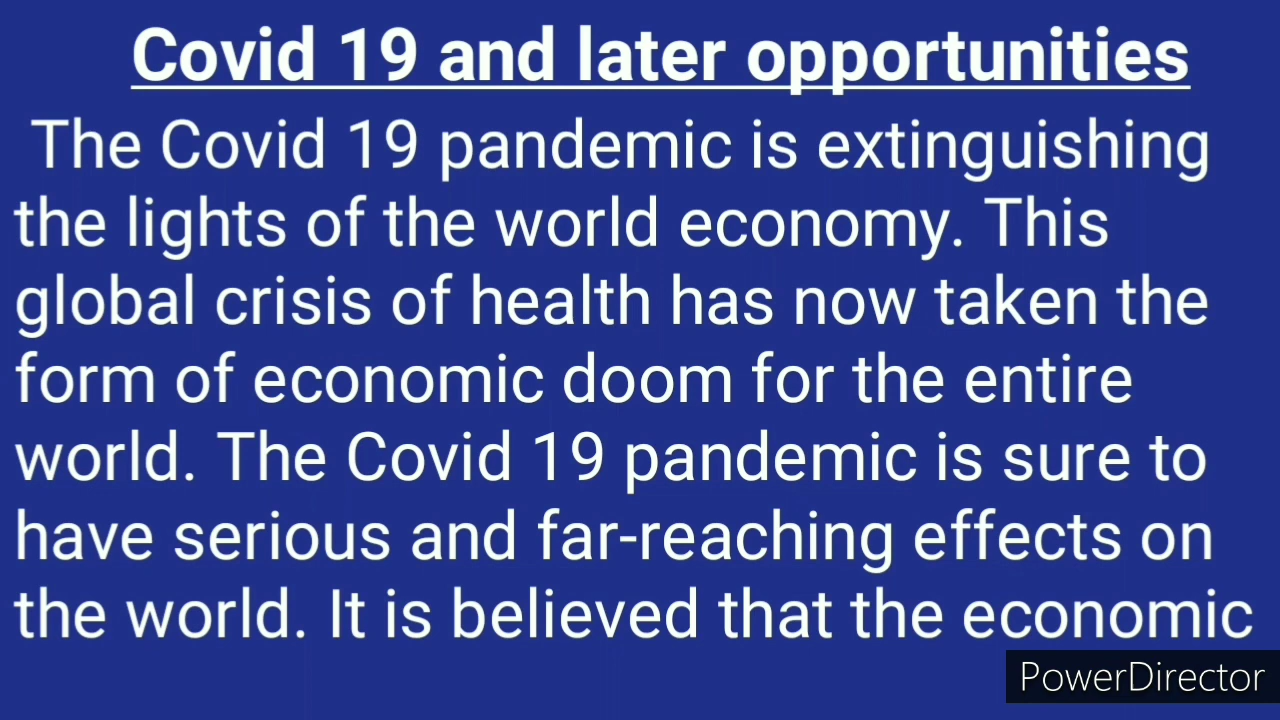 Covid 19 and later opportunities
The Covid 19 pandemic is extinguishing
the lights of the world economy. This
global crisis of health has now taken the
form of economic doom for the entire
world. The Covid 19 pandemic is sure to
have serious and far-reaching effects on
the world. It is believed that the economic
PowerDirector